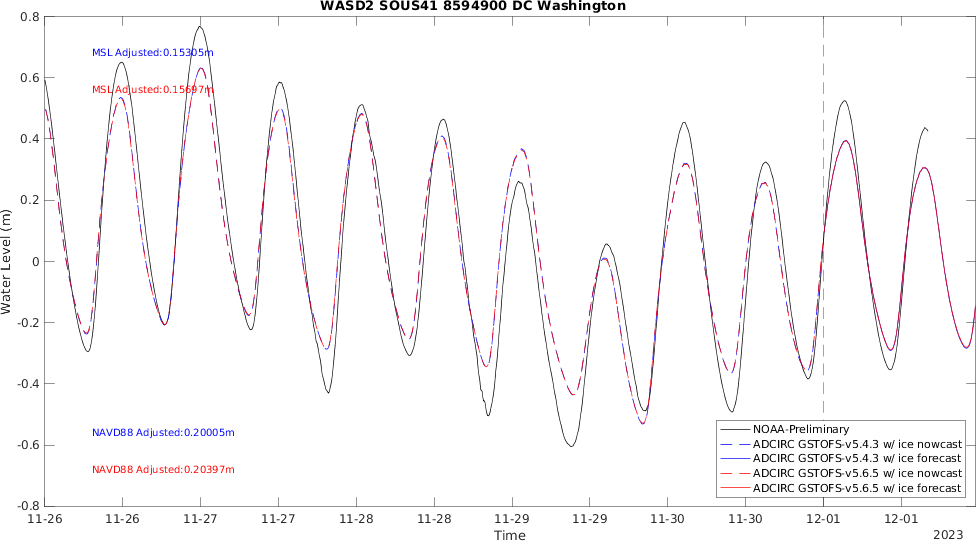 WASD2 SOUS41 8594900 DC Washington
0.8
0.6
0.4
0.2
0
-0.2
-0.4
-0.6
-0.8
Water Level (m)
MSL Adjusted:0.15305m
MSL Adjusted:0.15697m
NAVD88 Adjusted:0.20005m
NAVD88 Adjusted:0.20397m
NOAA-Preliminary
ADCIRC GSTOFS-v5.4.3 w/ ice nowcast
ADCIRC GSTOFS-v5.4.3 w/ ice forecast
ADCIRC GSTOFS-v5.6.5 w/ ice nowcast
ADCIRC GSTOFS-v5.6.5 w/ ice forecast
11-26 11-26 11-27 11-27 11-28 11-28 11-29 11-29 11-30 11-30 12-01 12-01
Time
2023